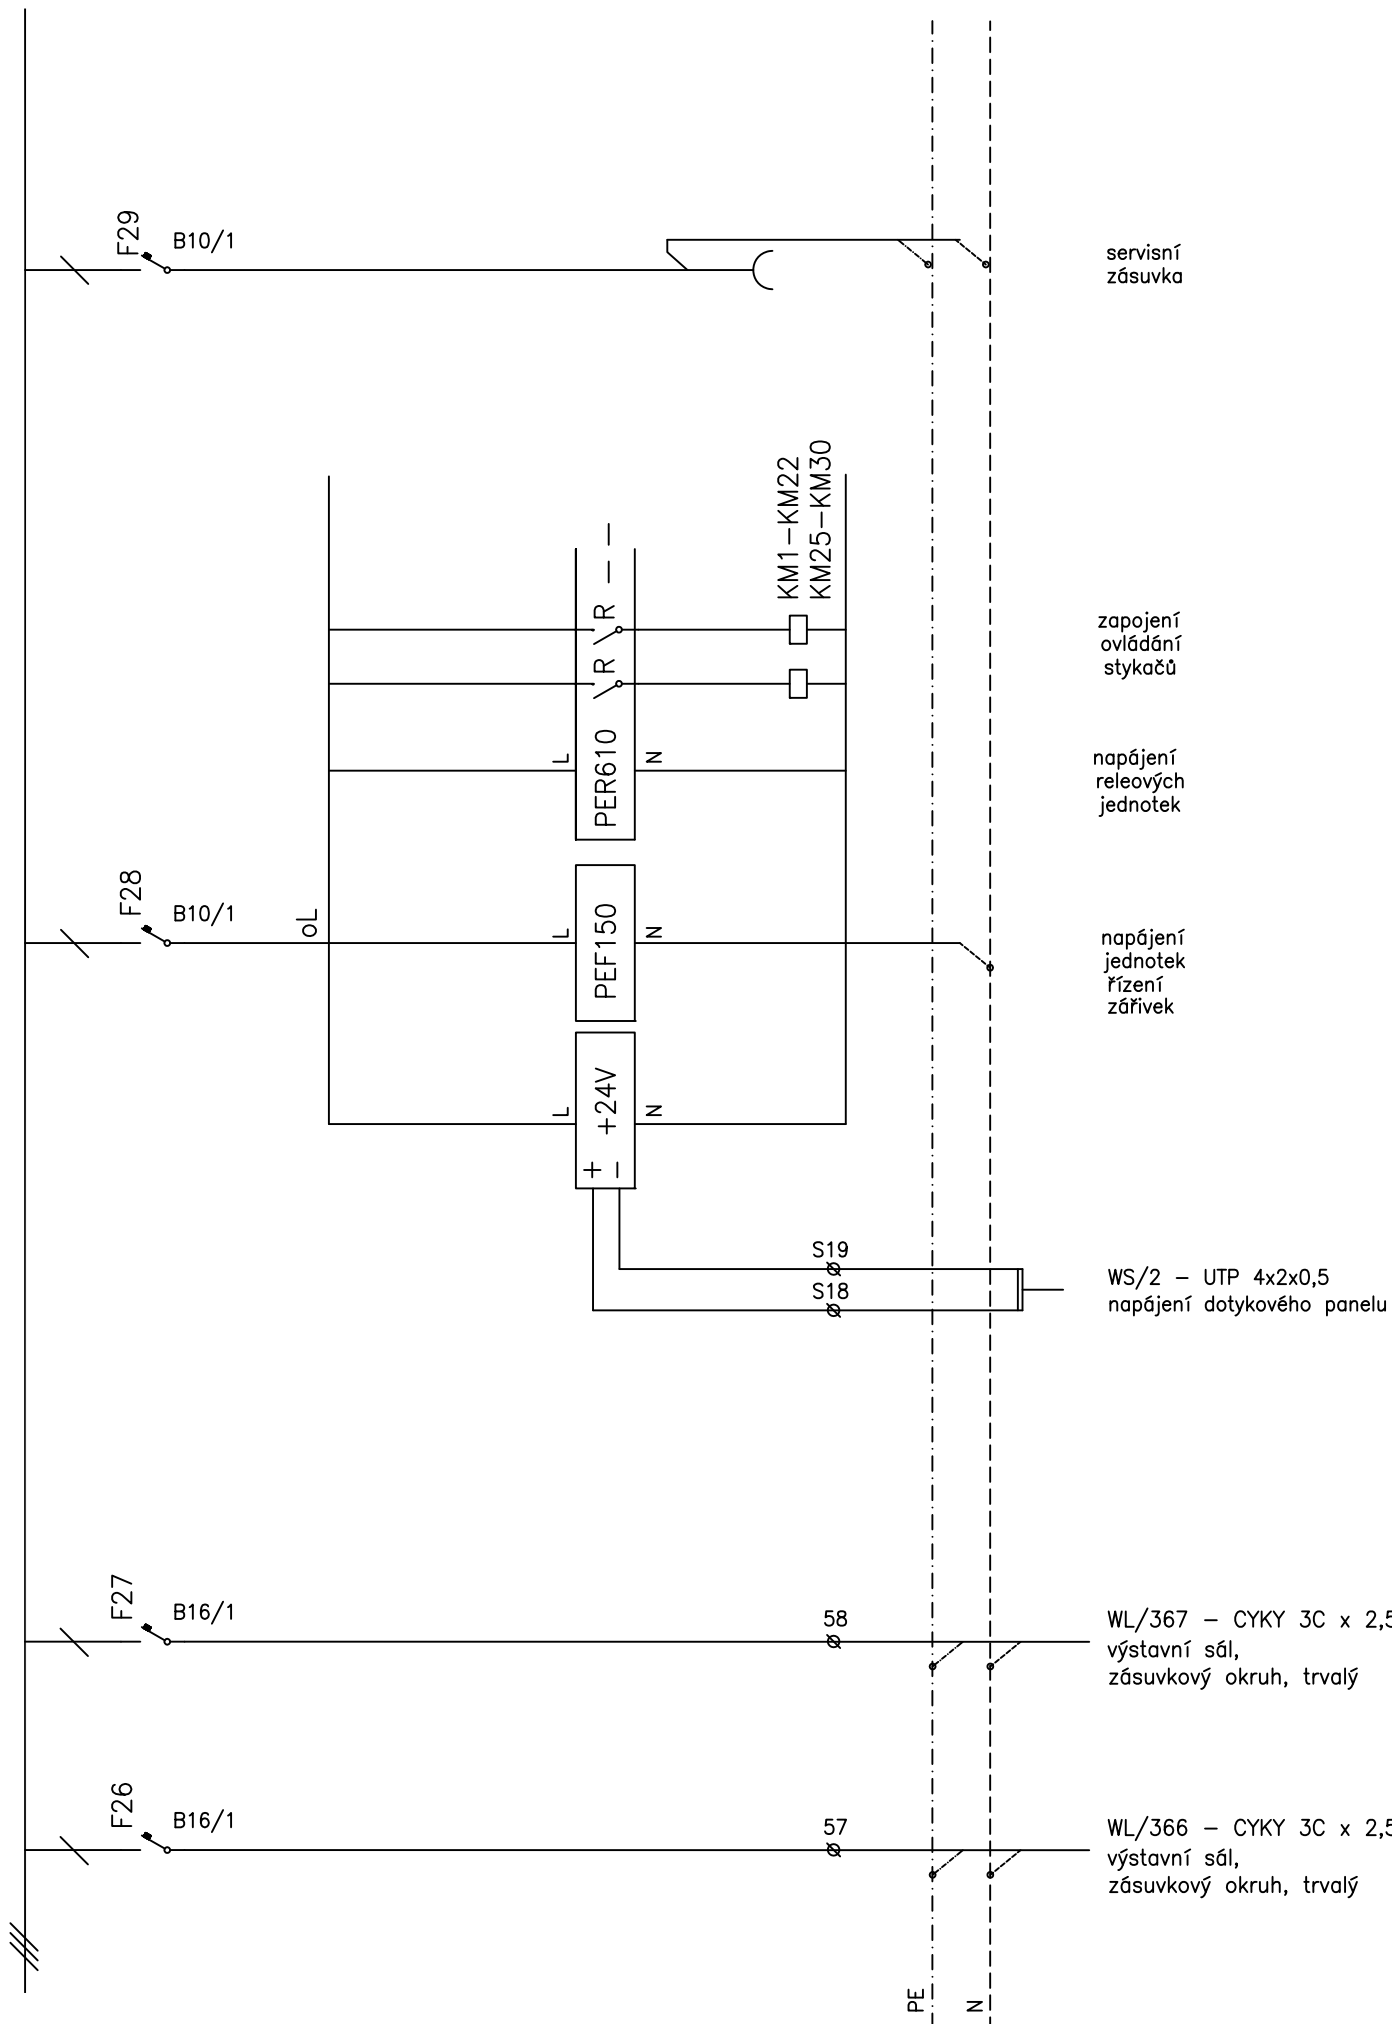 F29
B10/1
servisní
zásuvka
KM1-KM22
KM25-KM30
R
R
zapojení
ovládání
stykačů
L
PER610
N
napájení
releových
jednotek
F28
B10/1
oL
L
PEF150
N
napájení
jednotek
řízení
zářivek
L
+24V
N
+
-
S19
S18
WS/2 - UTP 4x2x0,5
napájení dotykového panelu
F27
B16/1
58
WL/367 - CYKY 3C x 2,5
výstavní sál,
zásuvkový okruh, trvalý
F26
B16/1
57
WL/366 - CYKY 3C x 2,5
výstavní sál,
zásuvkový okruh, trvalý
PE
N